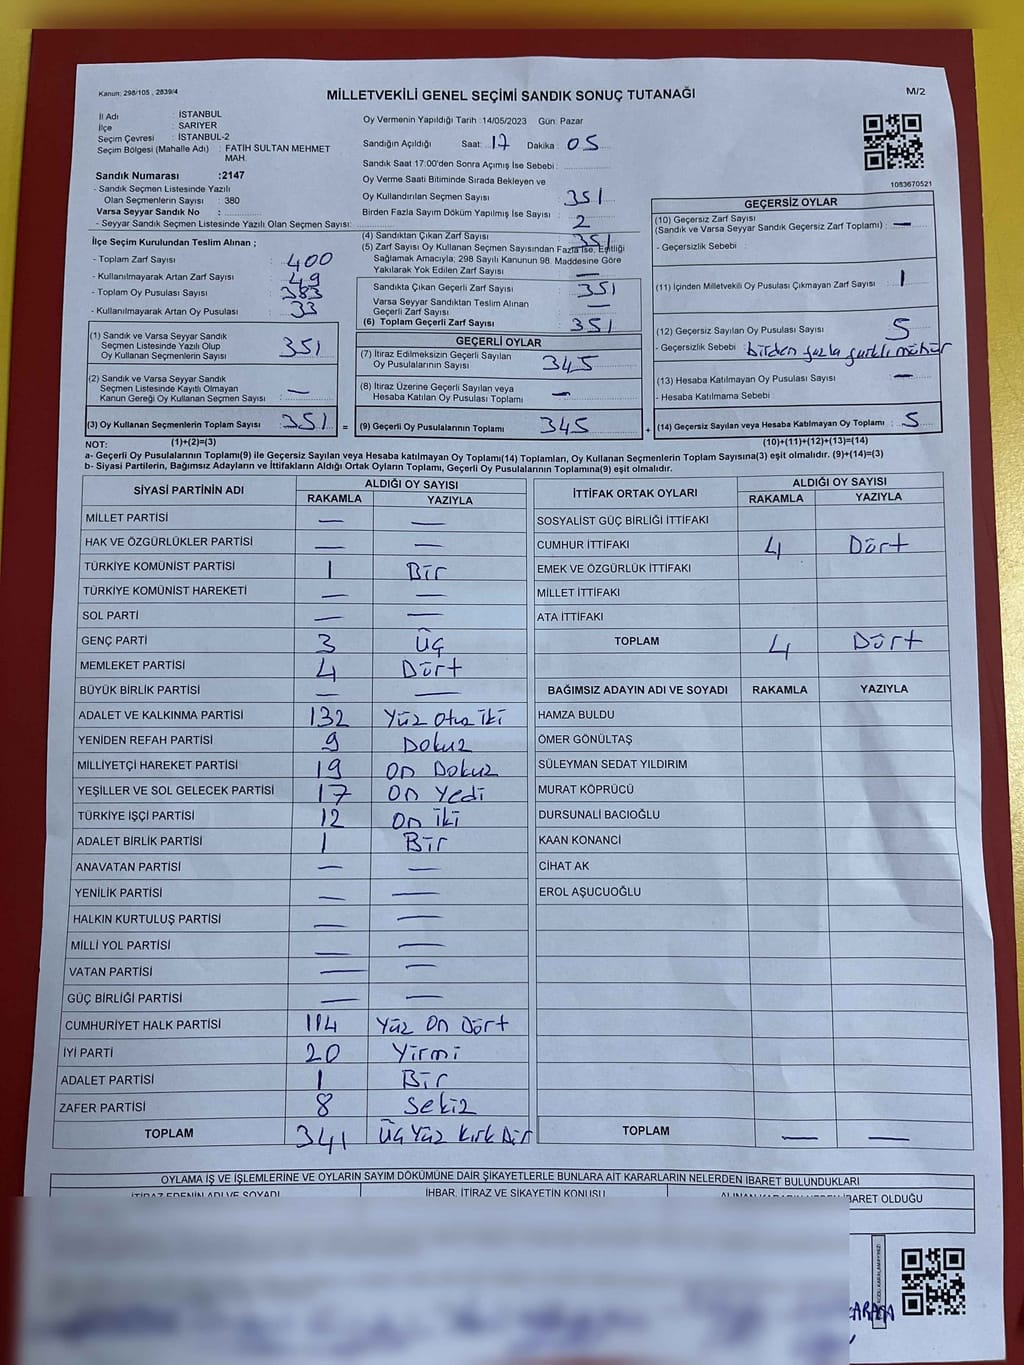 Kanun: 298/105 , 2839/4
MİLLETVEKİLİ GENEL SEÇİMİ SANDIK SONUÇ TUTANAĞI
M/2
İl Adı : İSTANBUL
İlçe : SARIYER
Seçim Çevresi : İSTANBUL-2
Seçim Bölgesi (Mahalle Adı) : FATİH SULTAN MEHMET MAH.
Sandık Numarası :2147
- Sandık Seçmen Listesinde Yazılı
Olan Seçmenlerin Sayısı : 380
Varsa Seyyar Sandık No :
- Seyyar Sandık Seçmen Listesinde Yazılı Olan Seçmen Sayısı:
Oy Vermenin Yapıldığı Tarih : 14/05/2023 Gün: Pazar
Sandığın Açıldığı Saat: 17 Dakika : 05
Sandık Saat 17:00'den Sonra Açılmış İse Sebebi :
Oy Verme Saati Bitiminde Sırada Bekleyen ve
Oy Kullandırılan Seçmen Sayısı : 351
Birden Fazla Sayım Döküm Yapılmış İse Sayısı : 2
1083670521
İlçe Seçim Kurulundan Teslim Alınan ;
- Toplam Zarf Sayısı : 400
- Kullanılmayarak Artan Zarf Sayısı : 49
- Toplam Oy Pusulası Sayısı : 383
- Kullanılmayarak Artan Oy Pusulası : 33
(1) Sandık ve Varsa Seyyar Sandık
Seçmen Listesinde Yazılı Olup
Oy Kullanan Seçmenlerin Sayısı : 351
(2) Sandık ve Varsa Seyyar Sandık
Seçmen Listesinde Kayıtlı Olmayan
Kanun Gereği Oy Kullanan Seçmen Sayısı : —
(3) Oy Kullanan Seçmenlerin Toplam Sayısı : 351 =
(4) Sandıktan Çıkan Zarf Sayısı : 351
(5) Zarf Sayısı Oy Kullanan Seçmen Sayısından Fazla İse, Eşitliği
Sağlamak Amacıyla; 298 Sayılı Kanunun 98. Maddesine Göre
Yakılarak Yok Edilen Zarf Sayısı : —
Sandıkta Çıkan Geçerli Zarf Sayısı : 351
Varsa Seyyar Sandıktan Teslim Alınan
Geçerli Zarf Sayısı : —
(6) Toplam Geçerli Zarf Sayısı : 351
GEÇERLİ OYLAR
(7) İtiraz Edilmeksizin Geçerli Sayılan
Oy Pusulalarının Sayısı : 345
(8) İtiraz Üzerine Geçerli Sayılan veya
Hesaba Katılan Oy Pusulası Toplamı : —
(9) Geçerli Oy Pusulalarının Toplamı : 345 +
GEÇERSİZ OYLAR
(10) Geçersiz Zarf Sayısı
(Sandık ve Varsa Seyyar Sandık Geçersiz Zarf Toplamı) : —
- Geçersizlik Sebebi :
(11) İçinden Milletvekili Oy Pusulası Çıkmayan Zarf Sayısı : 1
(12) Geçersiz Sayılan Oy Pusulası Sayısı : 5
- Geçersizlik Sebebi : birden fazla farklı mühür
(13) Hesaba Katılmayan Oy Pusulası Sayısı : —
- Hesaba Katılmama Sebebi :
(14) Geçersiz Sayılan veya Hesaba Katılmayan Oy Toplamı : 5
NOT: (1)+(2)=(3) (10)+(11)+(12)+(13)=(14)
a- Geçerli Oy Pusulalarının Toplamı(9) ile Geçersiz Sayılan veya Hesaba katılmayan Oy Toplamı(14) Toplamları, Oy Kullanan Seçmenlerin Toplam Sayısına(3) eşit olmalıdır. (9)+(14)=(3)
b- Siyasi Partilerin, Bağımsız Adayların ve İttifakların Aldığı Ortak Oyların Toplamı, Geçerli Oy Pusulalarının Toplamına(9) eşit olmalıdır.
SİYASİ PARTİNİN ADI ALDIĞI OY SAYISI
RAKAMLA YAZIYLA
MİLLET PARTİSİ — —
HAK VE ÖZGÜRLÜKLER PARTİSİ — —
TÜRKİYE KOMÜNİST PARTİSİ 1 Bir
TÜRKİYE KOMÜNİST HAREKETİ — —
SOL PARTİ — —
GENÇ PARTİ 3 Üç
MEMLEKET PARTİSİ 4 Dört
BÜYÜK BİRLİK PARTİSİ — —
ADALET VE KALKINMA PARTİSİ 132 Yüz Otuz iki
YENİDEN REFAH PARTİSİ 9 Dokuz
MİLLİYETÇİ HAREKET PARTİSİ 19 On Dokuz
YEŞİLLER VE SOL GELECEK PARTİSİ 17 On Yedi
TÜRKİYE İŞÇİ PARTİSİ 12 On iki
ADALET BİRLİK PARTİSİ 1 Bir
ANAVATAN PARTİSİ — —
YENİLİK PARTİSİ — —
HALKIN KURTULUŞ PARTİSİ — —
MİLLİ YOL PARTİSİ — —
VATAN PARTİSİ — —
GÜÇ BİRLİĞİ PARTİSİ — —
CUMHURİYET HALK PARTİSİ 114 Yüz On Dört
İYİ PARTİ 20 Yirmi
ADALET PARTİSİ 1 Bir
ZAFER PARTİSİ 8 Sekiz
TOPLAM 341 Üç Yüz Kırk Bir
İTTİFAK ORTAK OYLARI ALDIĞI OY SAYISI
RAKAMLA YAZIYLA
SOSYALİST GÜÇ BİRLİĞİ İTTİFAKI
CUMHUR İTTİFAKI 4 Dört
EMEK VE ÖZGÜRLÜK İTTİFAKI
MİLLET İTTİFAKI
ATA İTTİFAKI
TOPLAM 4 Dört
BAĞIMSIZ ADAYIN ADI VE SOYADI RAKAMLA YAZIYLA
HAMZA BULDU
ÖMER GÖNÜLTAŞ
SÜLEYMAN SEDAT YILDIRIM
MURAT KÖPRÜCÜ
DURSUNALİ BACIOĞLU
KAAN KONANCİ
CİHAT AK
EROL AŞUCUOĞLU
TOPLAM — —
OYLAMA İŞ VE İŞLEMLERİNE VE OYLARIN SAYIM DÖKÜMÜNE DAİR ŞİKAYETLERLE BUNLARA AİT KARARLARIN NELERDEN İBARET BULUNDUKLARI
İTİRAZ EDENİN ADI VE SOYADI İHBAR, İTİRAZ VE ŞİKAYETİN KONUSU ALINAN KARARIN NEDEN İBARET OLDUĞU